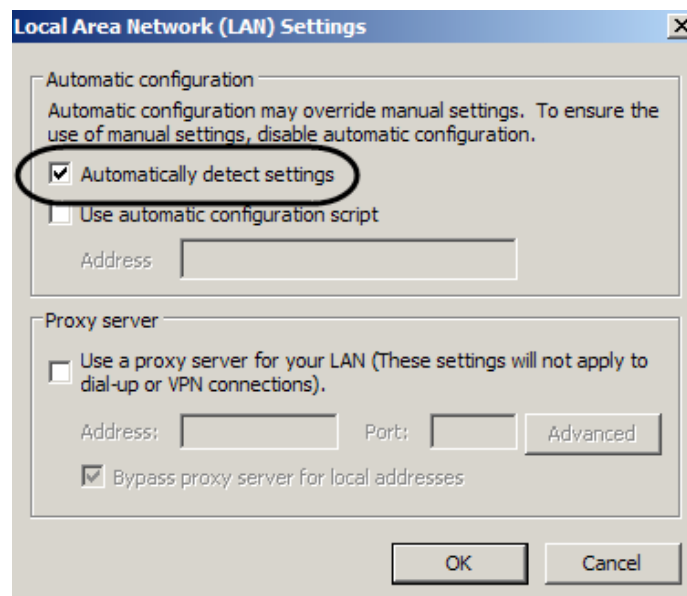 Local Area Network (LAN) Settings
Automatic configuration
Automatic configuration may override manual settings.  To ensure the
use of manual settings, disable automatic configuration.
Automatically detect settings
Use automatic configuration script
Address
Proxy server
Use a proxy server for your LAN (These settings will not apply to
dial-up or VPN connections).
Address:
Port:
Advanced
Bypass proxy server for local addresses
OK
Cancel